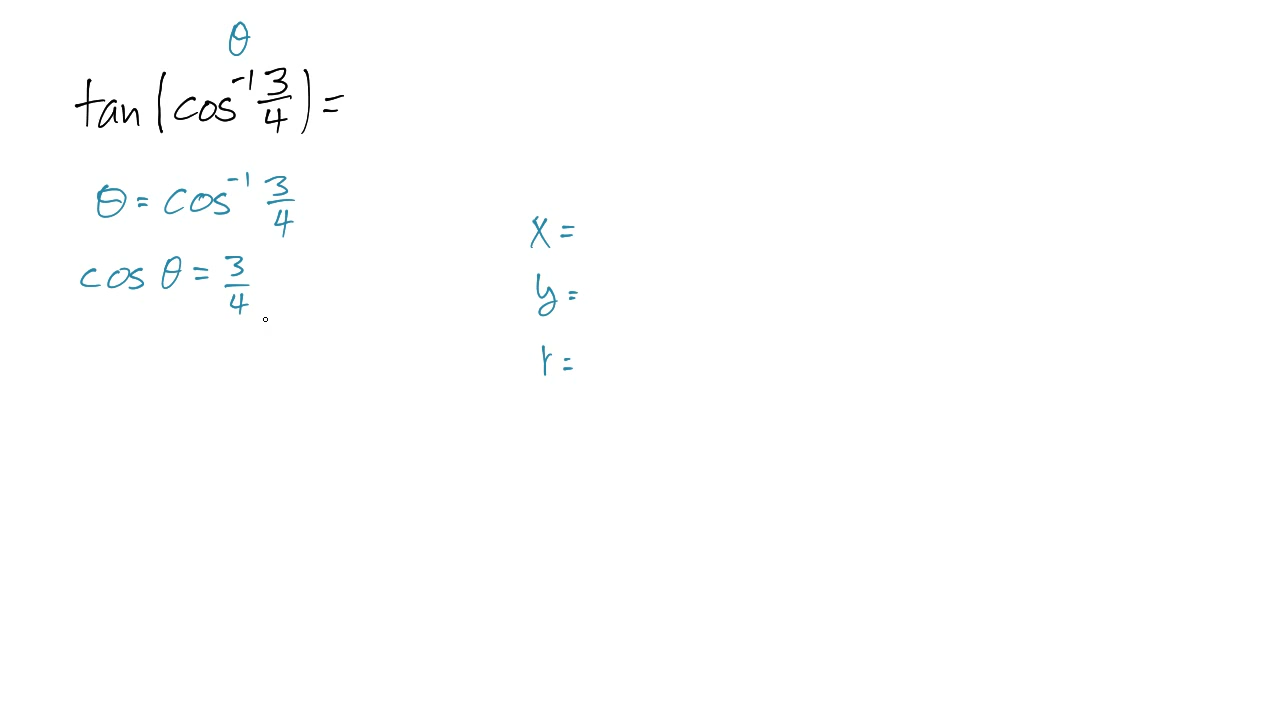 θ
tan(cos⁻¹ 3/4) =
θ = cos⁻¹ 3/4
cos θ = 3/4
x =
y =
r =